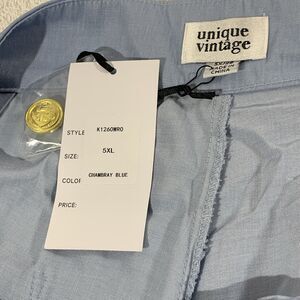 unique
vintage
MADE IN
CHINA
STYLE K1260WRO
SIZE: 5XL
COLOR CHAMBRAY BLUE
PRICE: